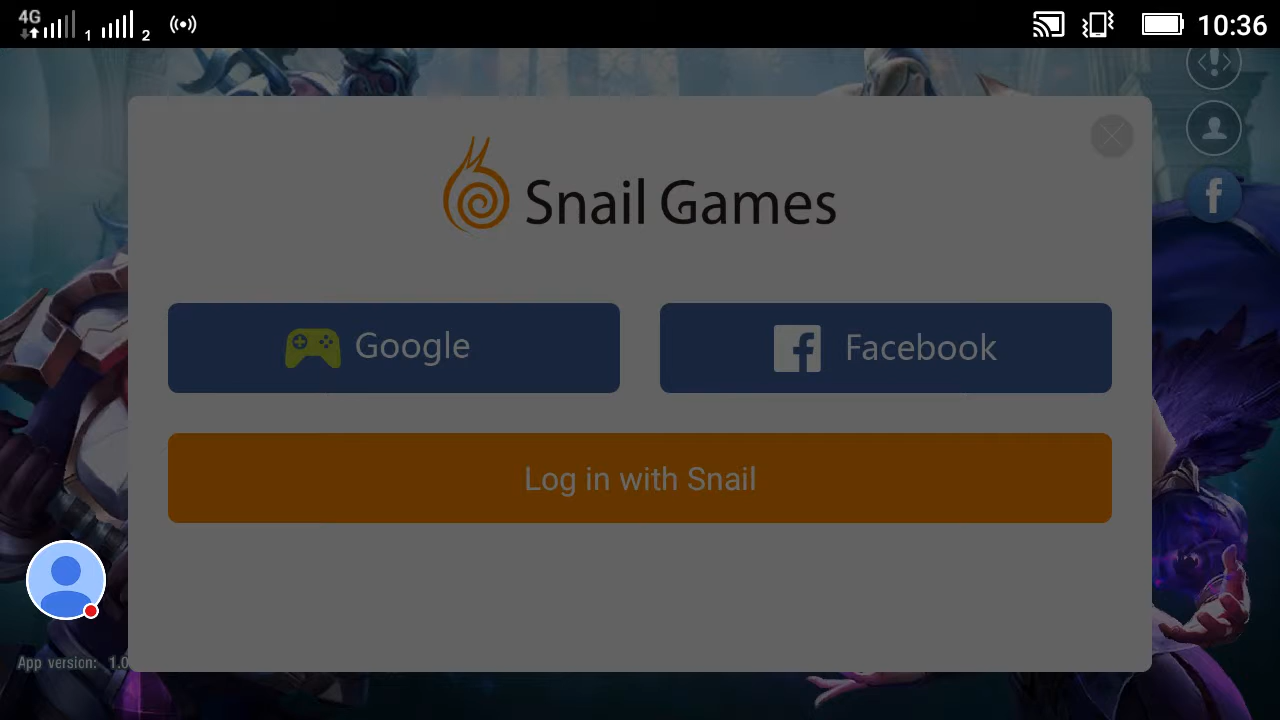 4G 1 2 10:36
Snail Games
Google
Facebook
Log in with Snail
App version: 1.0